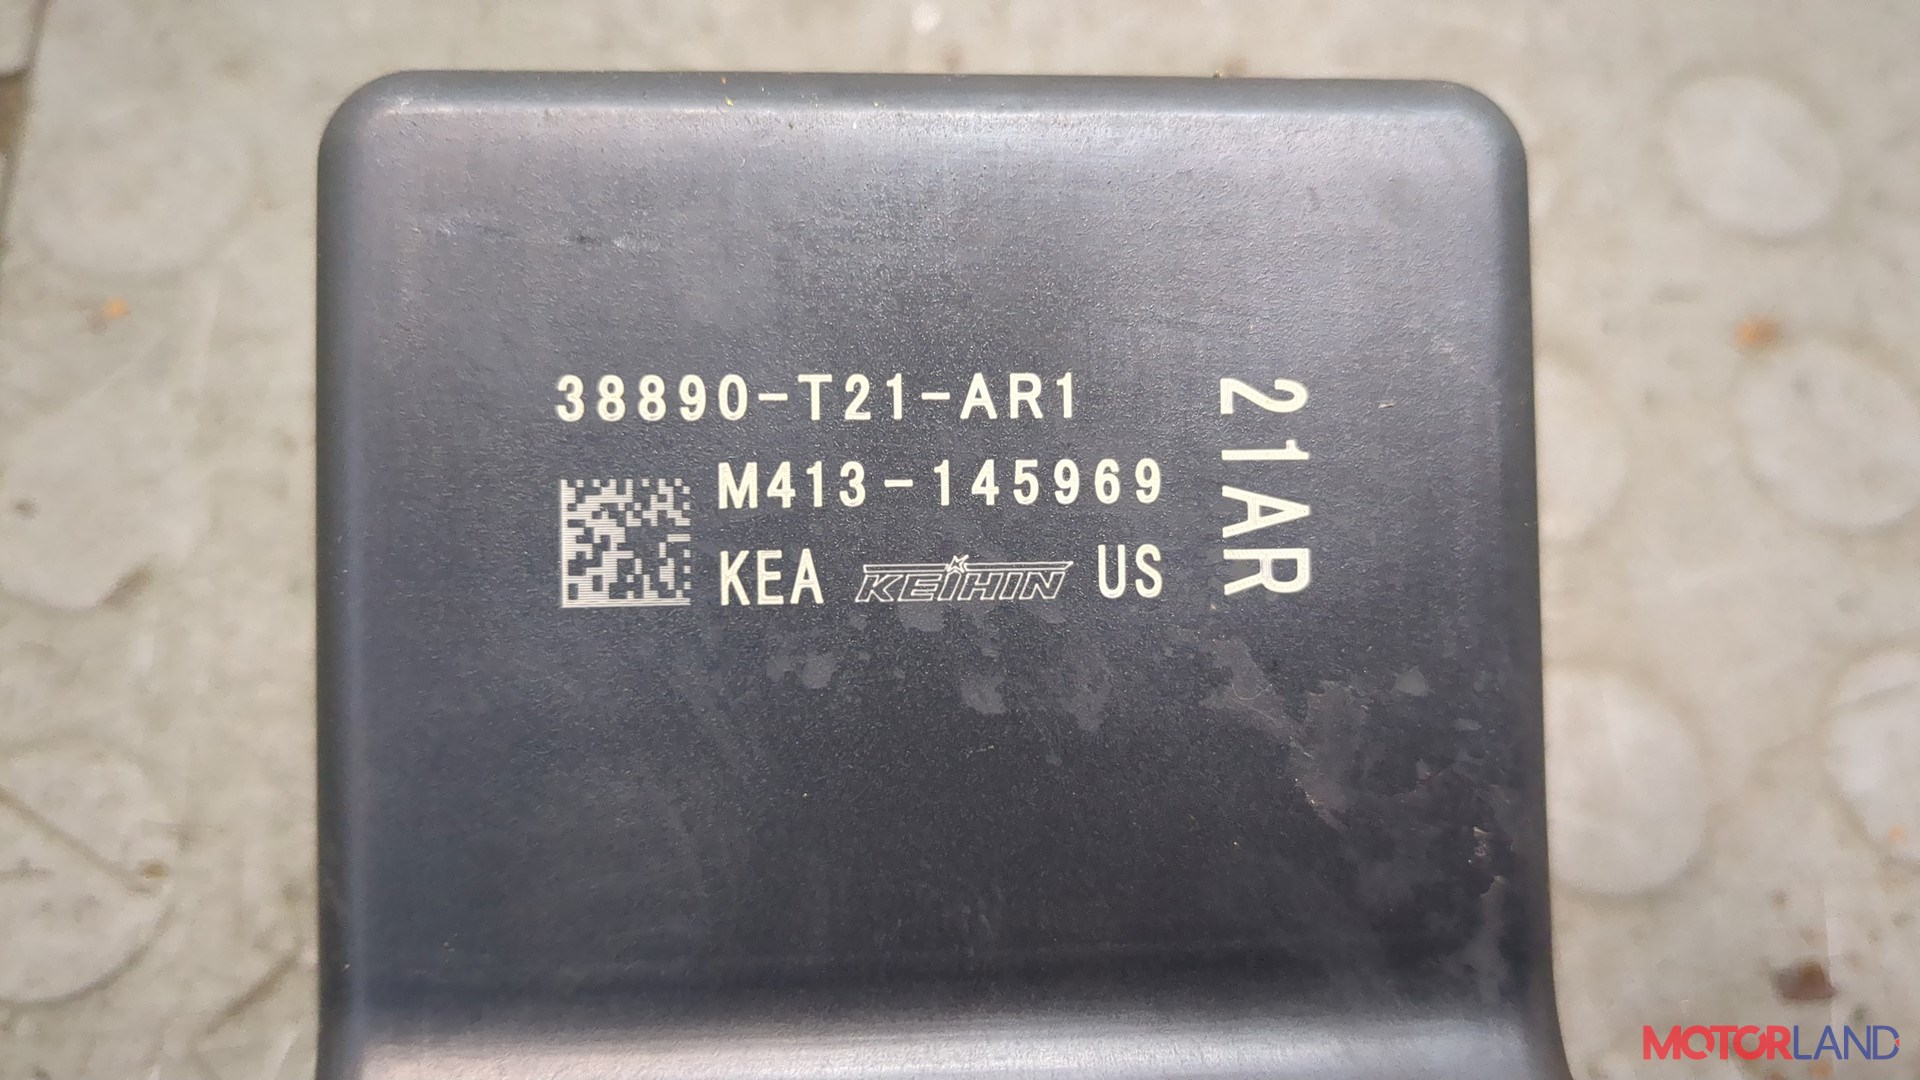 38890-T21-AR1
M413-145969
KEA KEIHIN US
21AR
MOTORLAND